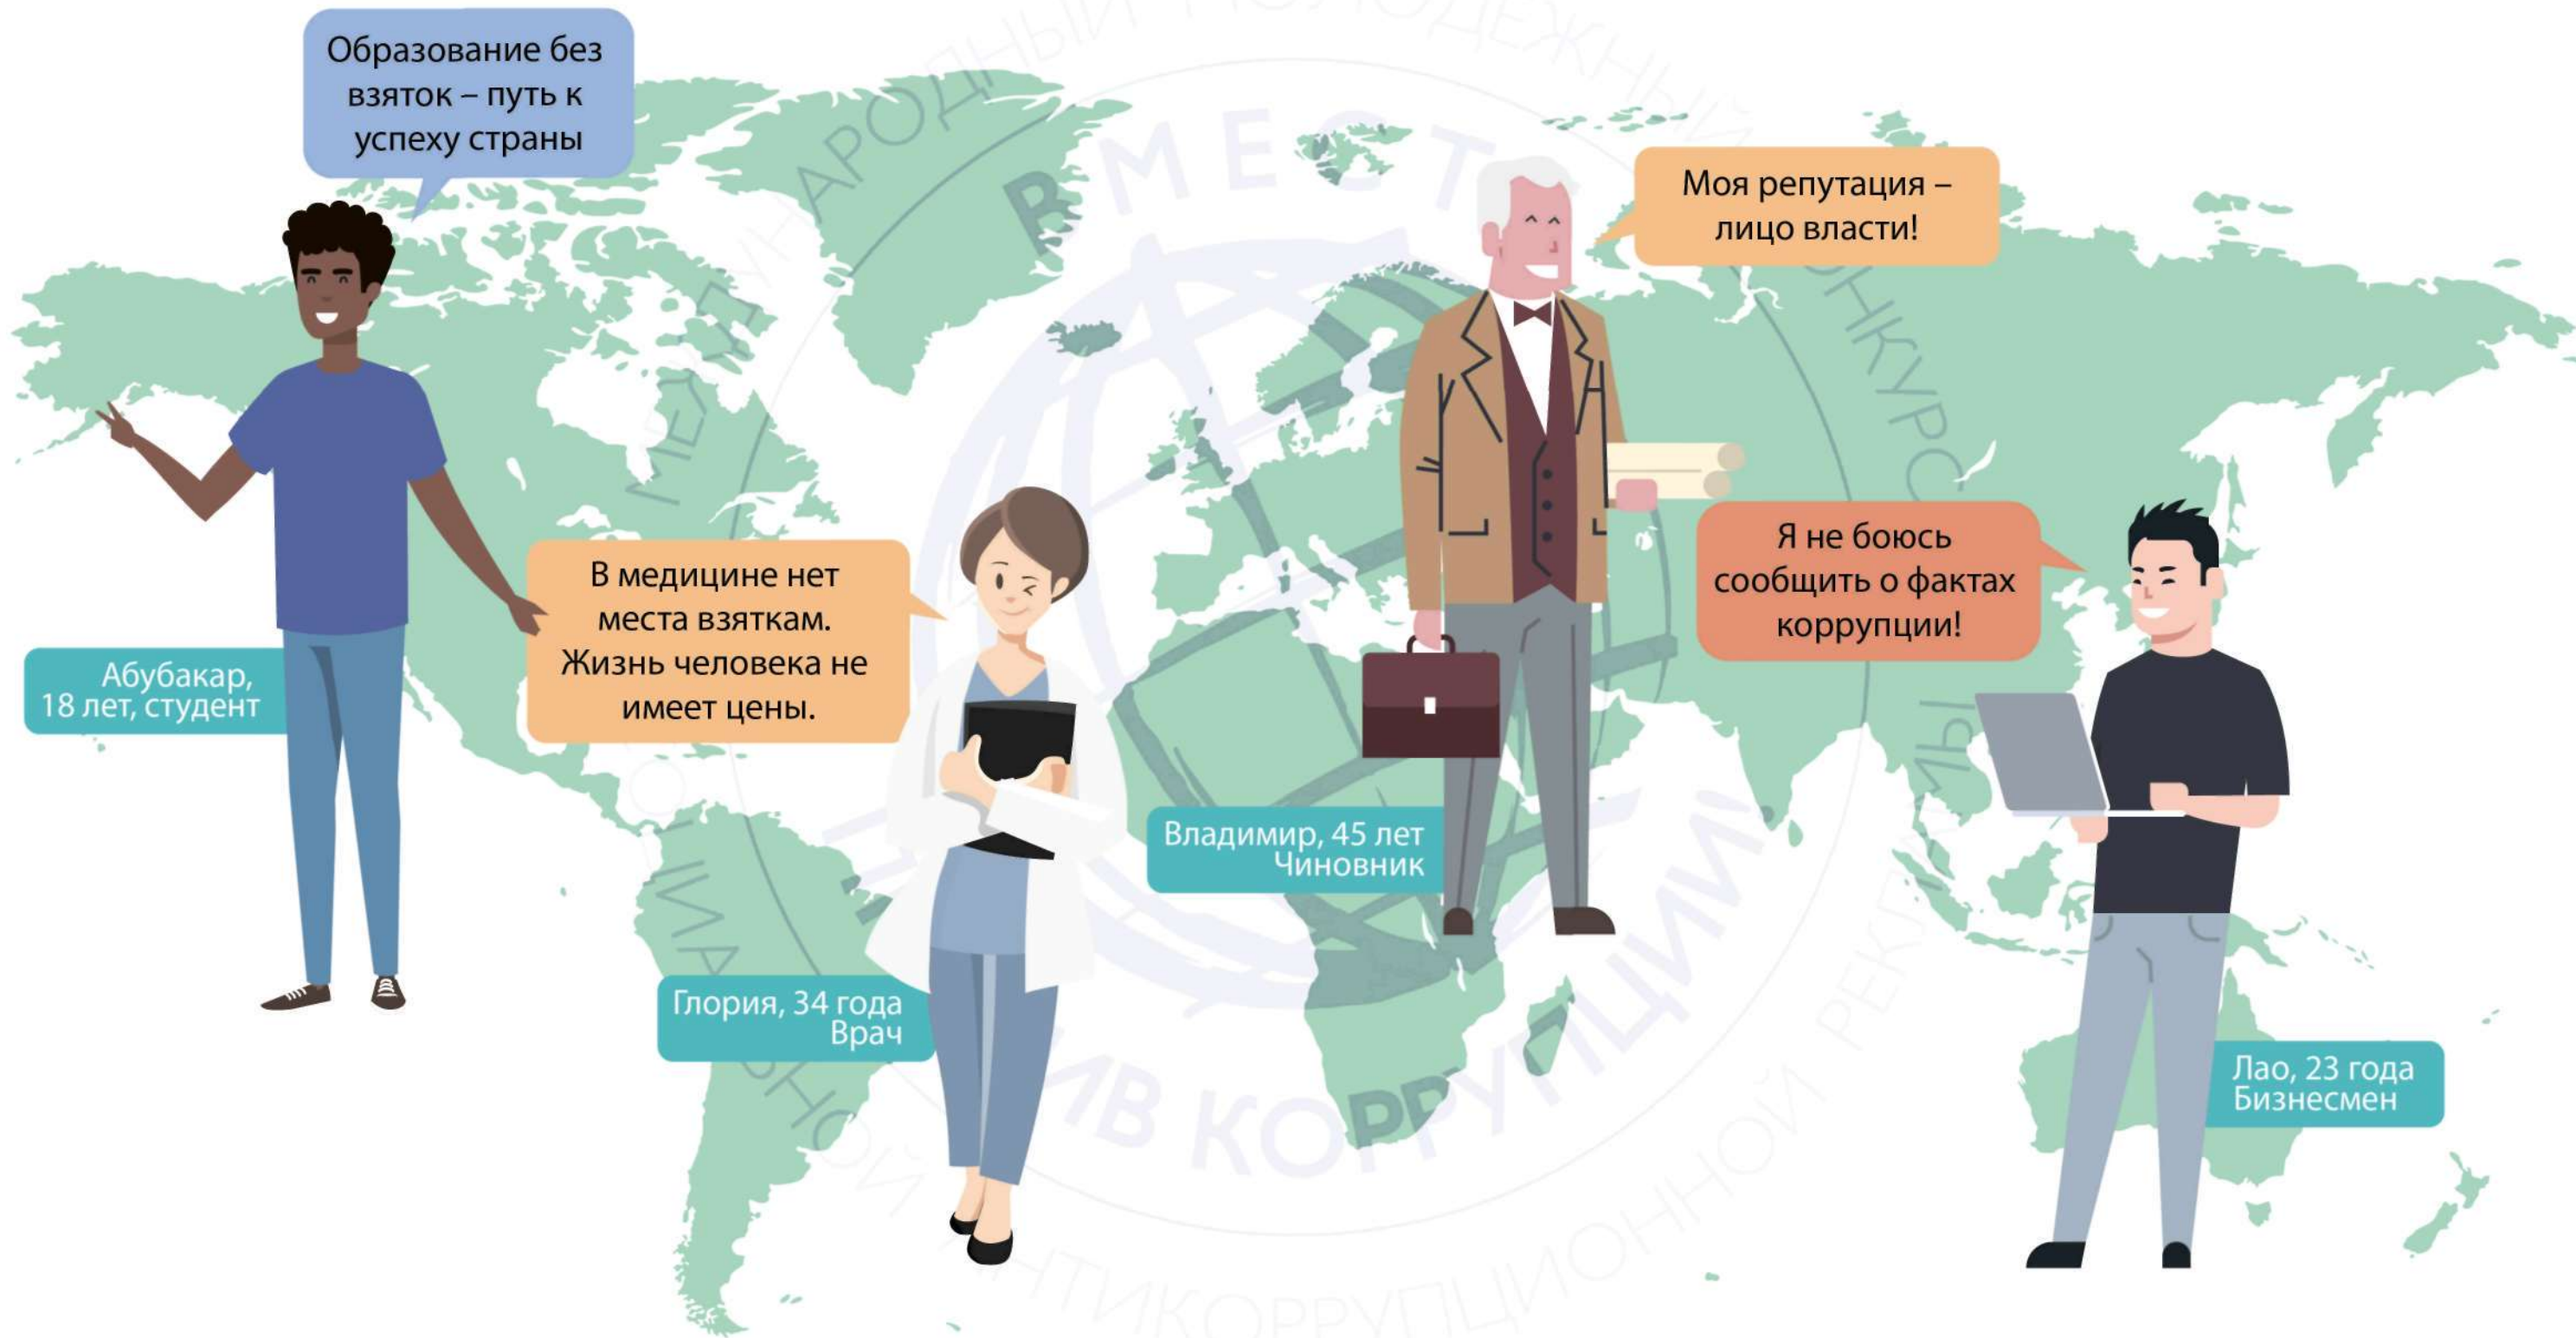 Образование без
взяток – путь к
успеху страны
Моя репутация –
лицо власти!
Я не боюсь
сообщить о фактах
коррупции!
В медицине нет
места взяткам.
Жизнь человека не
имеет цены.
Абубакар,
18 лет, студент
Владимир, 45 лет
Чиновник
Глория, 34 года
Врач
Лао, 23 года
Бизнесмен
КОРРУПЦИИ!